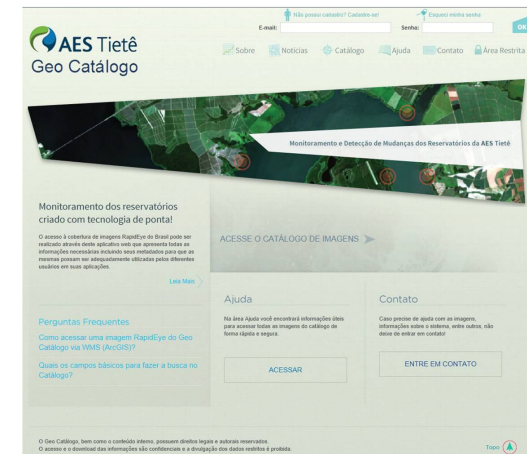 Não possui cadastro? Cadastre-se!
Esqueci minha senha
E-mail:
Senha:
OK
AES Tietê
Geo Catálogo
Sobre
Notícias
Catálogo
Ajuda
Contato
Área Restrita
Monitoramento e Detecção de Mudanças dos Reservatórios da AES Tietê
Monitoramento dos reservatórios
criado com tecnologia de ponta!
O acesso à cobertura de imagens RapidEye do Brasil pode ser
realizado através deste aplicativo web que apresenta todas as
informações necessárias incluindo seus metadados para que as
mesmas possam ser adequadamente utilizadas pelos diferentes
usuários em suas aplicações.
Leia Mais
ACESSE O CATÁLOGO DE IMAGENS
Perguntas Frequentes
Como acessar uma imagem RapidEye do Geo
Catálogo via WMS (ArcGIS)?
Quais os campos básicos para fazer a busca no
Catálogo?
Ajuda
Na área Ajuda você encontrará informações úteis
para acessar todas as imagens do catálogo de
forma rápida e segura.
ACESSAR
Contato
Caso precise de ajuda com as imagens,
informações sobre o sistema, entre outros, não
deixe de entrar em contato!
ENTRE EM CONTATO
O Geo Catálogo, bem como o conteúdo interno, possuem direitos legais e autorais reservados.
O acesso e o download das informações são confidenciais e a divulgação dos dados restritos é proibida.
Topo